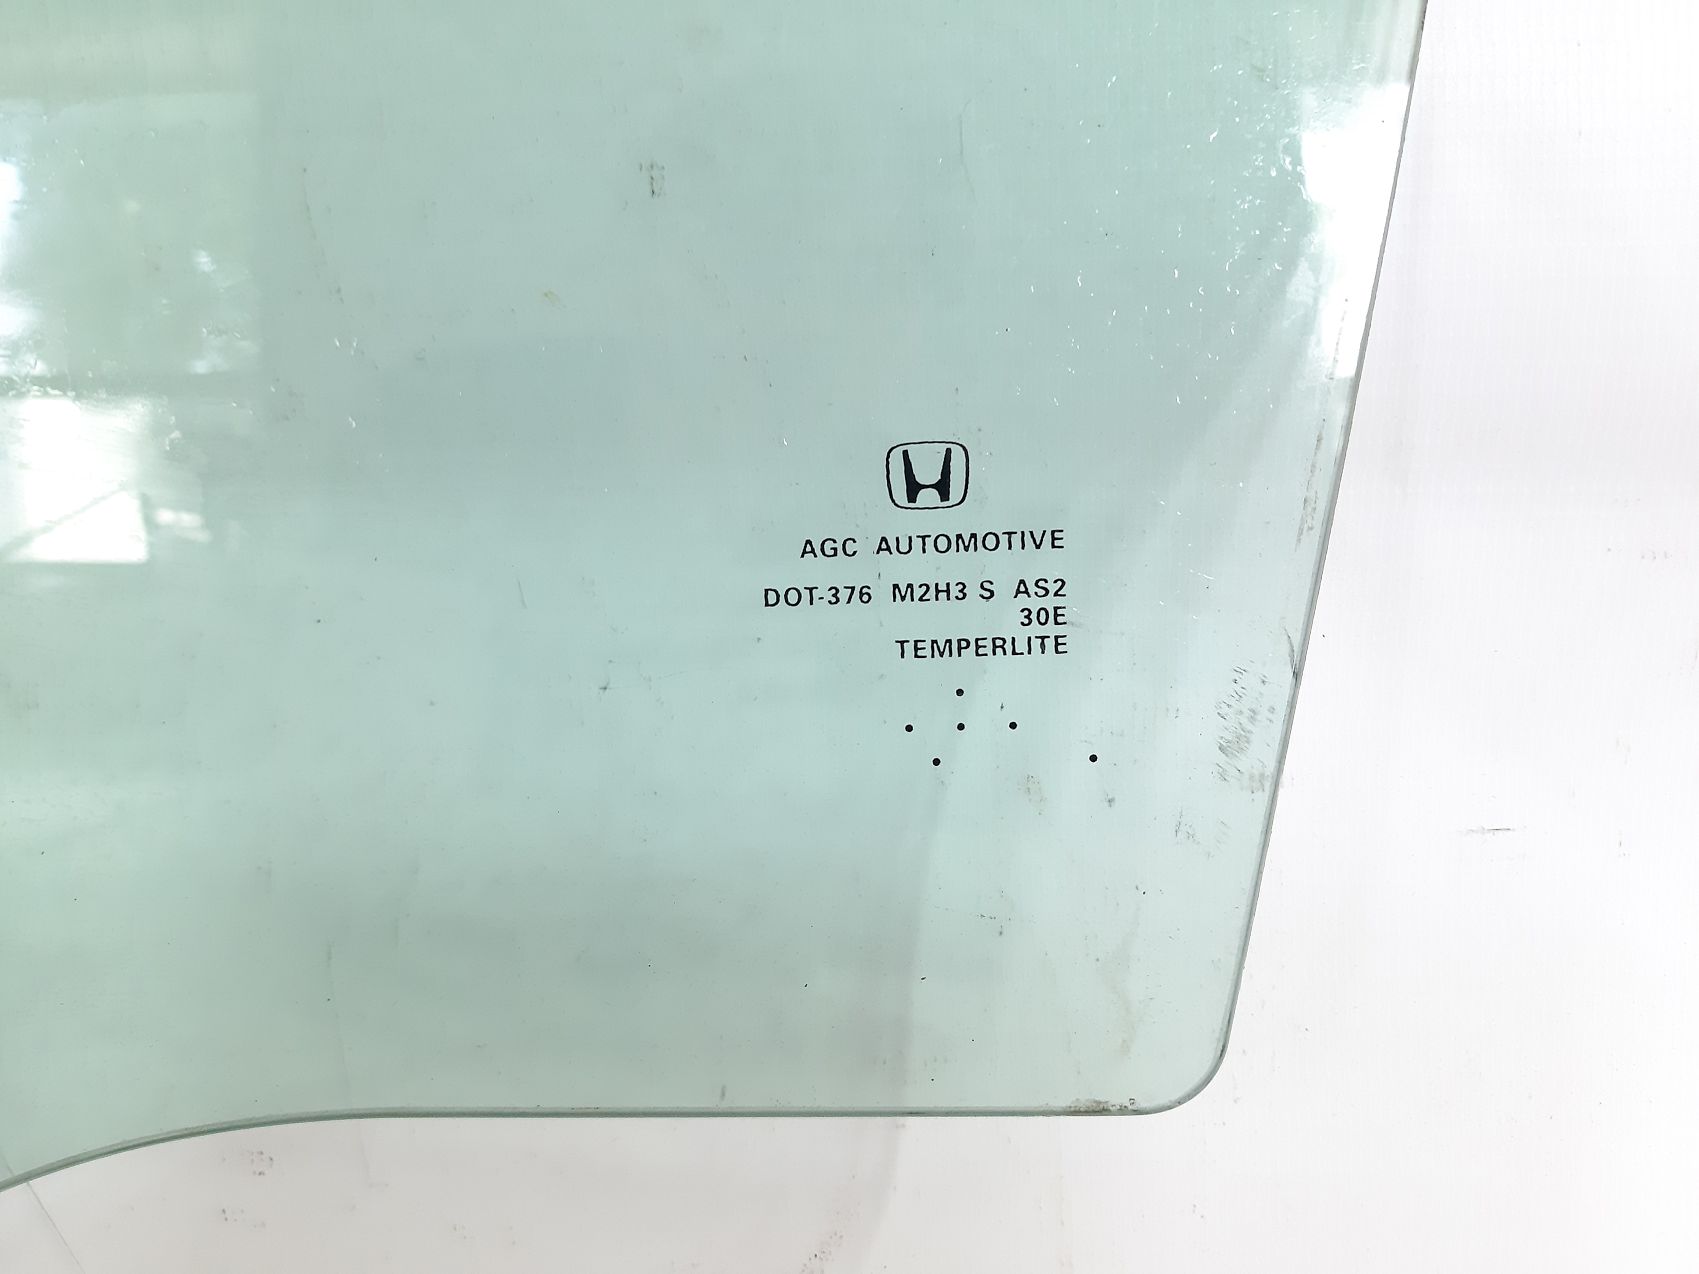 AGC AUTOMOTIVE
DOT-376 M2H3 S AS2
30E
TEMPERLITE